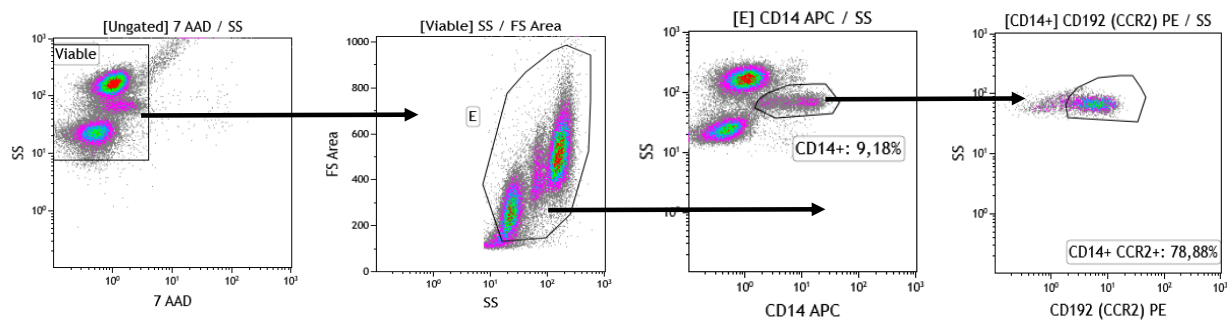 [Ungated] 7 AAD / SS
Viable
SS
10³
10²
10¹
10⁰
10⁰
10¹
10²
10³
7 AAD
[Viable] SS / FS Area
E
FS Area
1000
800
600
400
200
0
10⁰
10¹
10²
10³
SS
[E] CD14 APC / SS
CD14+: 9,18%
SS
10³
10²
10¹
10⁰
10⁰
10¹
10²
10³
CD14 APC
[CD14+] CD192 (CCR2) PE / SS
CD14+ CCR2+: 78,88%
SS
10³
10²
10¹
10⁰
10⁰
10¹
10²
10³
CD192 (CCR2) PE